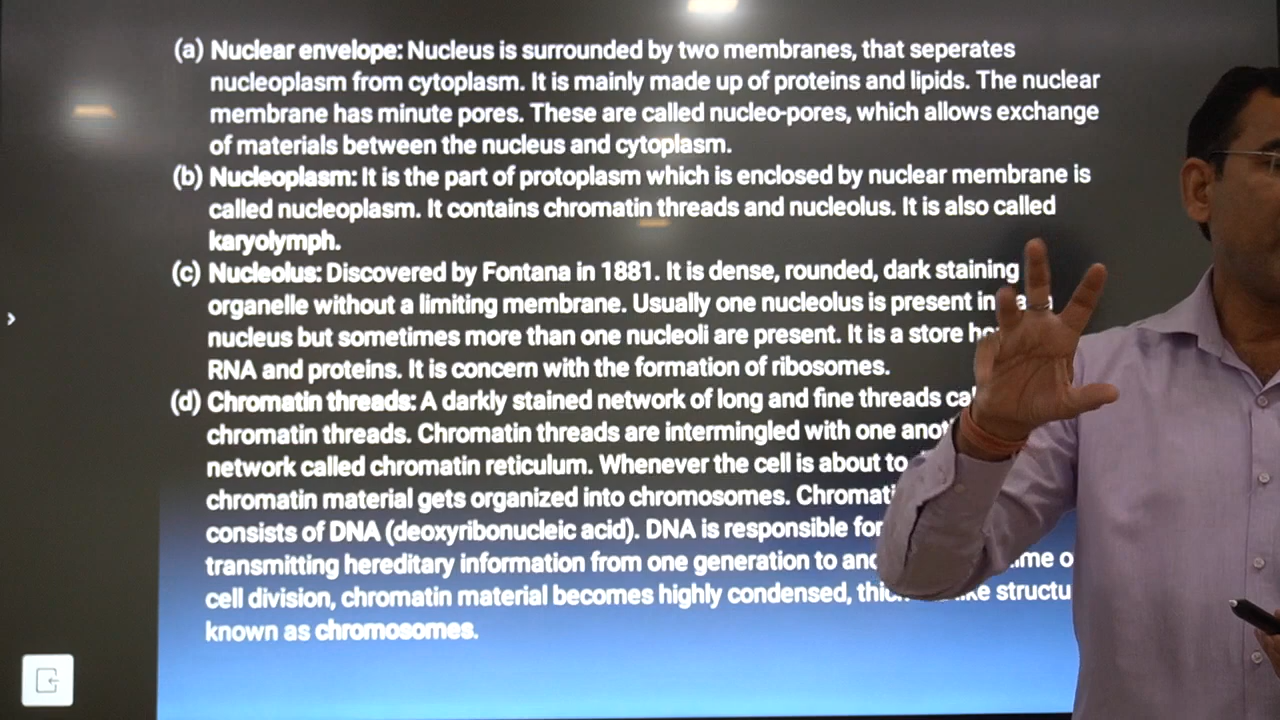 (a) Nuclear envelope: Nucleus is surrounded by two membranes, that seperates
nucleoplasm from cytoplasm. It is mainly made up of proteins and lipids. The nuclear
membrane has minute pores. These are called nucleo-pores, which allows exchange
of materials between the nucleus and cytoplasm.
(b) Nucleoplasm: It is the part of protoplasm which is enclosed by nuclear membrane is
called nucleoplasm. It contains chromatin threads and nucleolus. It is also called
karyolymph.
(c) Nucleolus: Discovered by Fontana in 1881. It is dense, rounded, dark staining
organelle without a limiting membrane. Usually one nucleolus is present in
nucleus but sometimes more than one nucleoli are present. It is a store
RNA and proteins. It is concern with the formation of ribosomes.
(d) Chromatin threads: A darkly stained network of long and fine threads
chromatin threads. Chromatin threads are intermingled with one
network called chromatin reticulum. Whenever the cell is about to
chromatin material gets organized into chromosomes.
consists of DNA (deoxyribonucleic acid). DNA is responsible for
transmitting hereditary information from one generation to
cell division, chromatin material becomes highly condensed,
known as chromosomes.